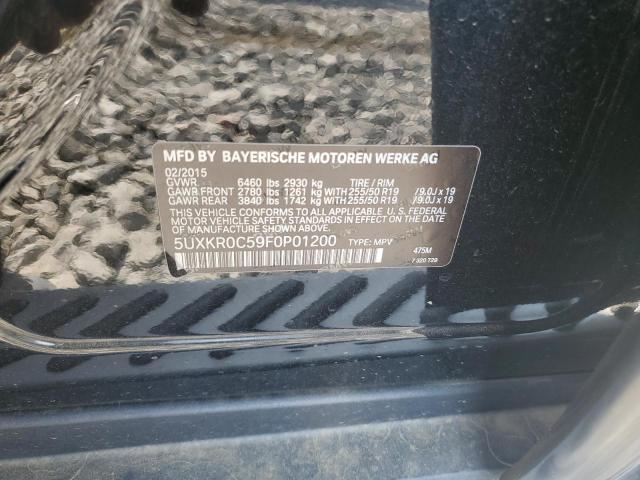 MFD BY BAYERISCHE MOTOREN WERKE AG
02/2015
GVWR 6460 lbs 2930 kg TIRE / RIM
GAWR FRONT 2780 lbs 1261 kg WITH 255/50 R19 /9.0J x 19
GAWR REAR 3840 lbs 1742 kg WITH 255/50 R19 /9.0J x 19
THIS VEHICLE CONFORMS TO ALL APPLICABLE U. S. FEDERAL
MOTOR VEHICLE SAFETY STANDARDS IN EFFECT ON THE DATE OF
MANUFACTURE SHOWN ABOVE.
5UXKR0C59F0P01200 TYPE: MPV 475M
7 320 729